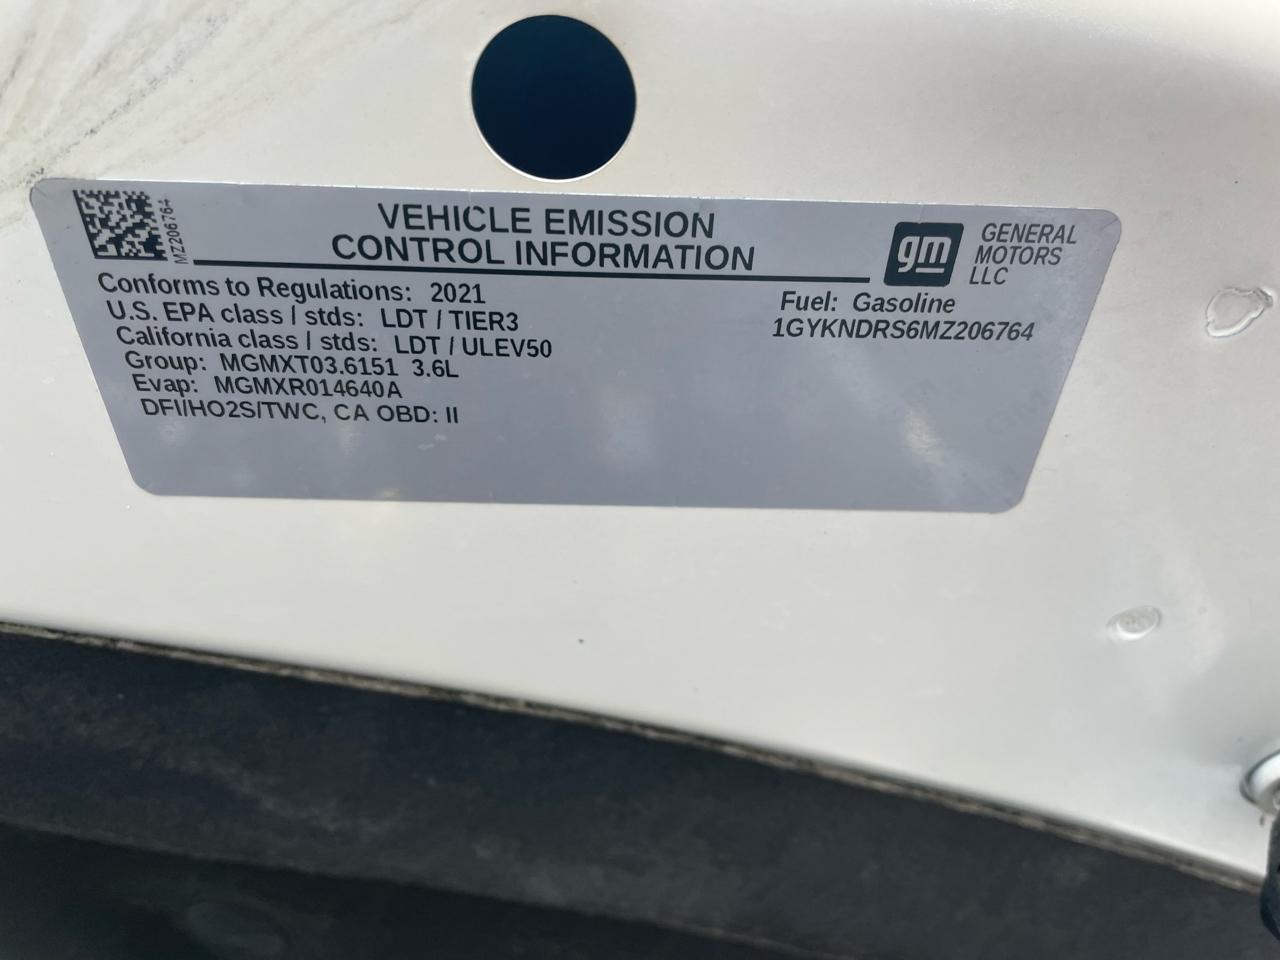 MZ206764
VEHICLE EMISSION
CONTROL INFORMATION
gm
GENERAL
MOTORS
LLC
Conforms to Regulations: 2021
U.S. EPA class / stds: LDT / TIER3
California class / stds: LDT / ULEV50
Group: MGMXT03.6151 3.6L
Evap: MGMXR014640A
DFI/HO2S/TWC, CA OBD: II
Fuel: Gasoline
1GYKNDRS6MZ206764